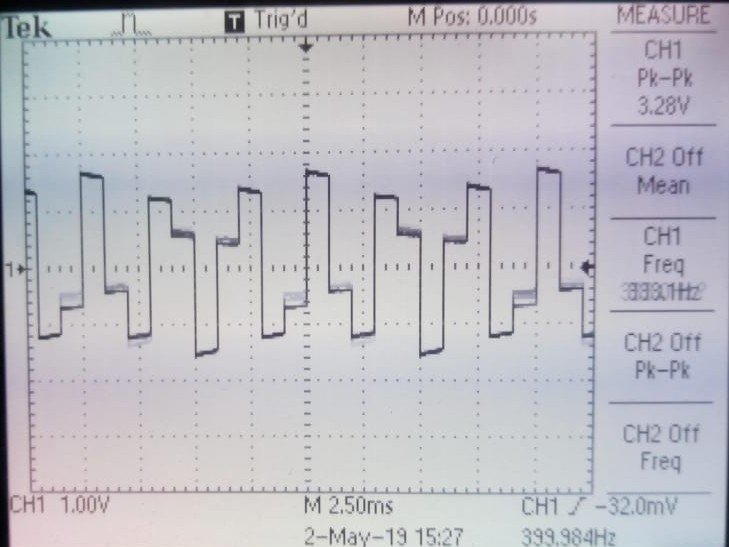 Tek T Trig'd M Pos: 0.000s MEASURE
CH1
Pk-Pk
3.28V
CH2 Off
Mean
CH1
Freq
CH2 Off
Pk-Pk
CH2 Off
Freq
1
CH1 1.00V M 2.50ms CH1 -32.0mV
2-May-19 15:27 399.984Hz